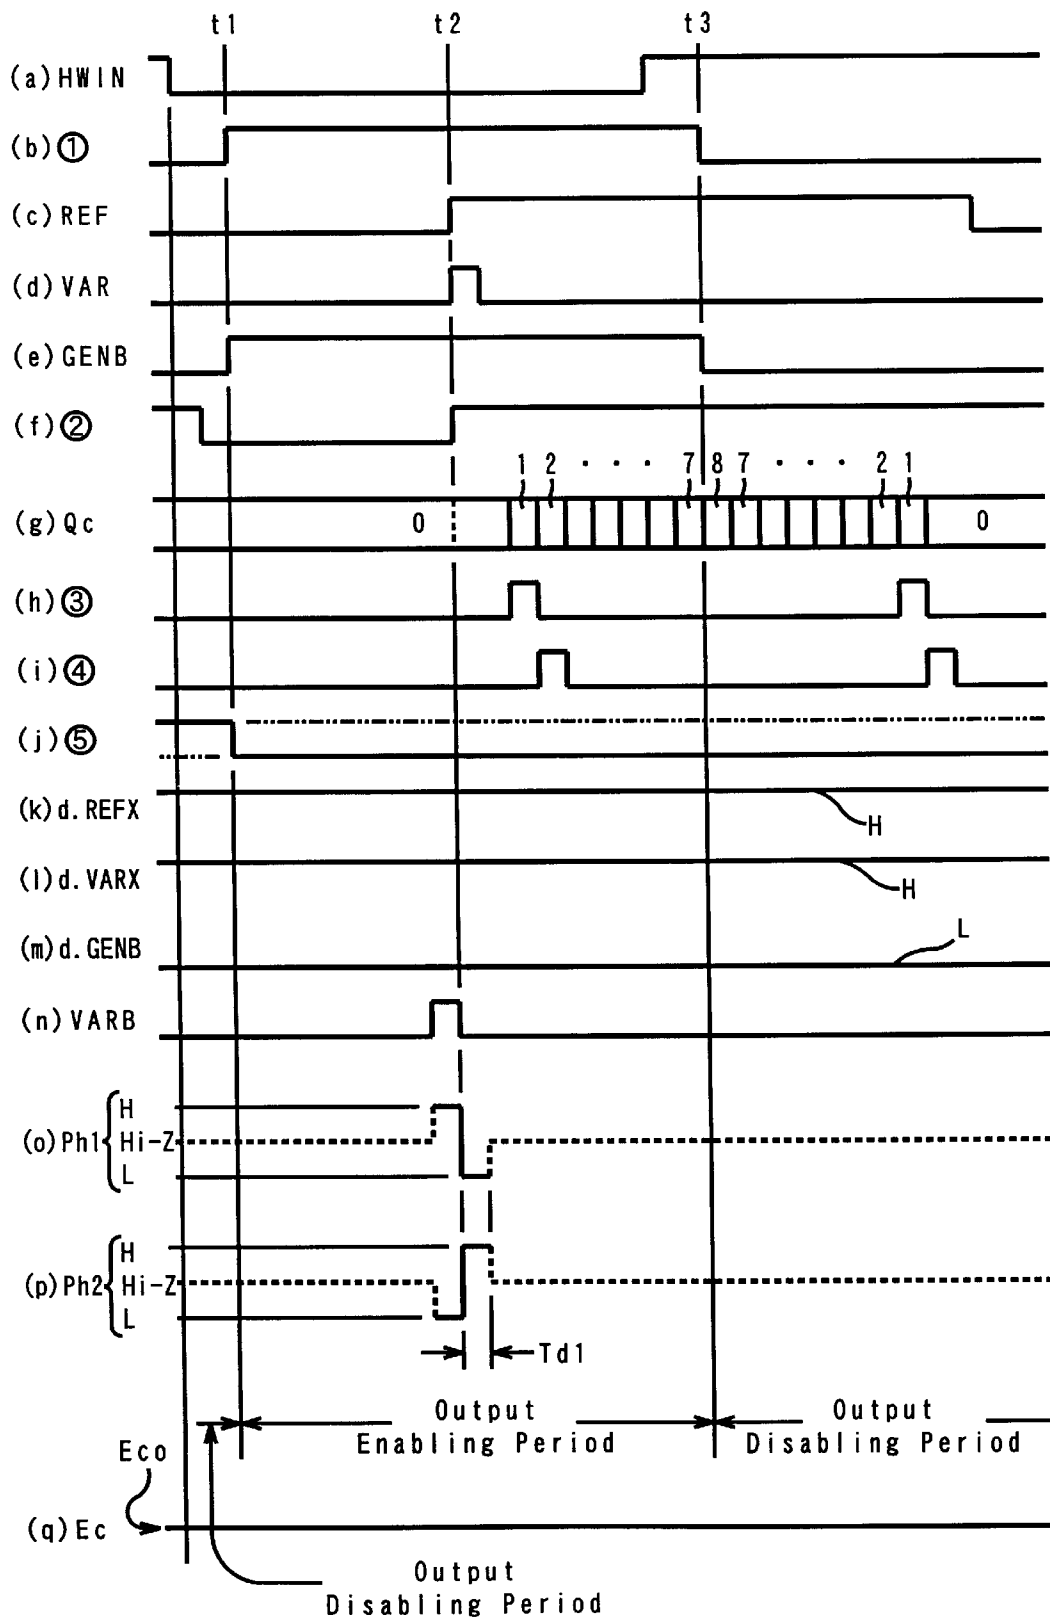 t1 t2 t3
(a) HWIN
(b) ①
(c) REF
(d) VAR
(e) GENB
(f) ②
1 2 · · · 7 8 7 · · · 2 1
(g) Qc 0 0
(h) ③
(i) ④
(j) ⑤
(k) d.REFX
H
(l) d.VARX
H
(m) d.GENB
L
(n) VARB
H
(o) Ph1 Hi-Z
L
H
(p) Ph2 Hi-Z
L
Td1
Output
Enabling Period
Output
Disabling Period
Eco
(q) Ec
Output
Disabling Period